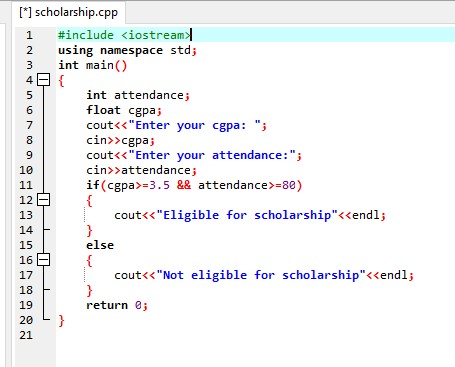 [*] scholarship.cpp
1 #include <iostream>
2 using namespace std;
3 int main()
4 {
5 int attendance;
6 float cgpa;
7 cout<<"Enter your cgpa: ";
8 cin>>cgpa;
9 cout<<"Enter your attendance:";
10 cin>>attendance;
11 if(cgpa>=3.5 && attendance>=80)
12 {
13 cout<<"Eligible for scholarship"<<endl;
14 }
15 else
16 {
17 cout<<"Not eligible for scholarship"<<endl;
18 }
19 return 0;
20 }
21